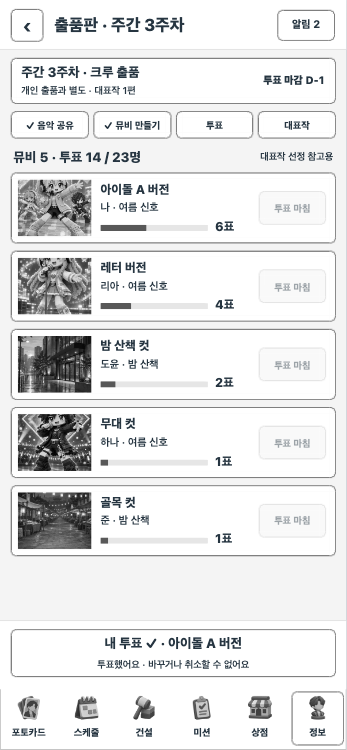 ‹ 출품판 · 주간 3주차 알림 2
주간 3주차 · 크루 출품
개인 출품과 별도 · 대표작 1편
투표 마감 D-1
✓ 음악 공유
✓ 뮤비 만들기
투표
대표작
뮤비 5 · 투표 14 / 23명
대표작 선정 참고용
아이돌 A 버전
나 · 여름 신호
6표
투표 마침
레터 버전
리아 · 여름 신호
4표
투표 마침
밤 산책 컷
도윤 · 밤 산책
2표
투표 마침
무대 컷
하나 · 여름 신호
1표
투표 마침
골목 컷
준 · 밤 산책
1표
투표 마침
내 투표 ✓ · 아이돌 A 버전
투표했어요 · 바꾸거나 취소할 수 없어요
포토카드
스케줄
건설
미션
상점
정보